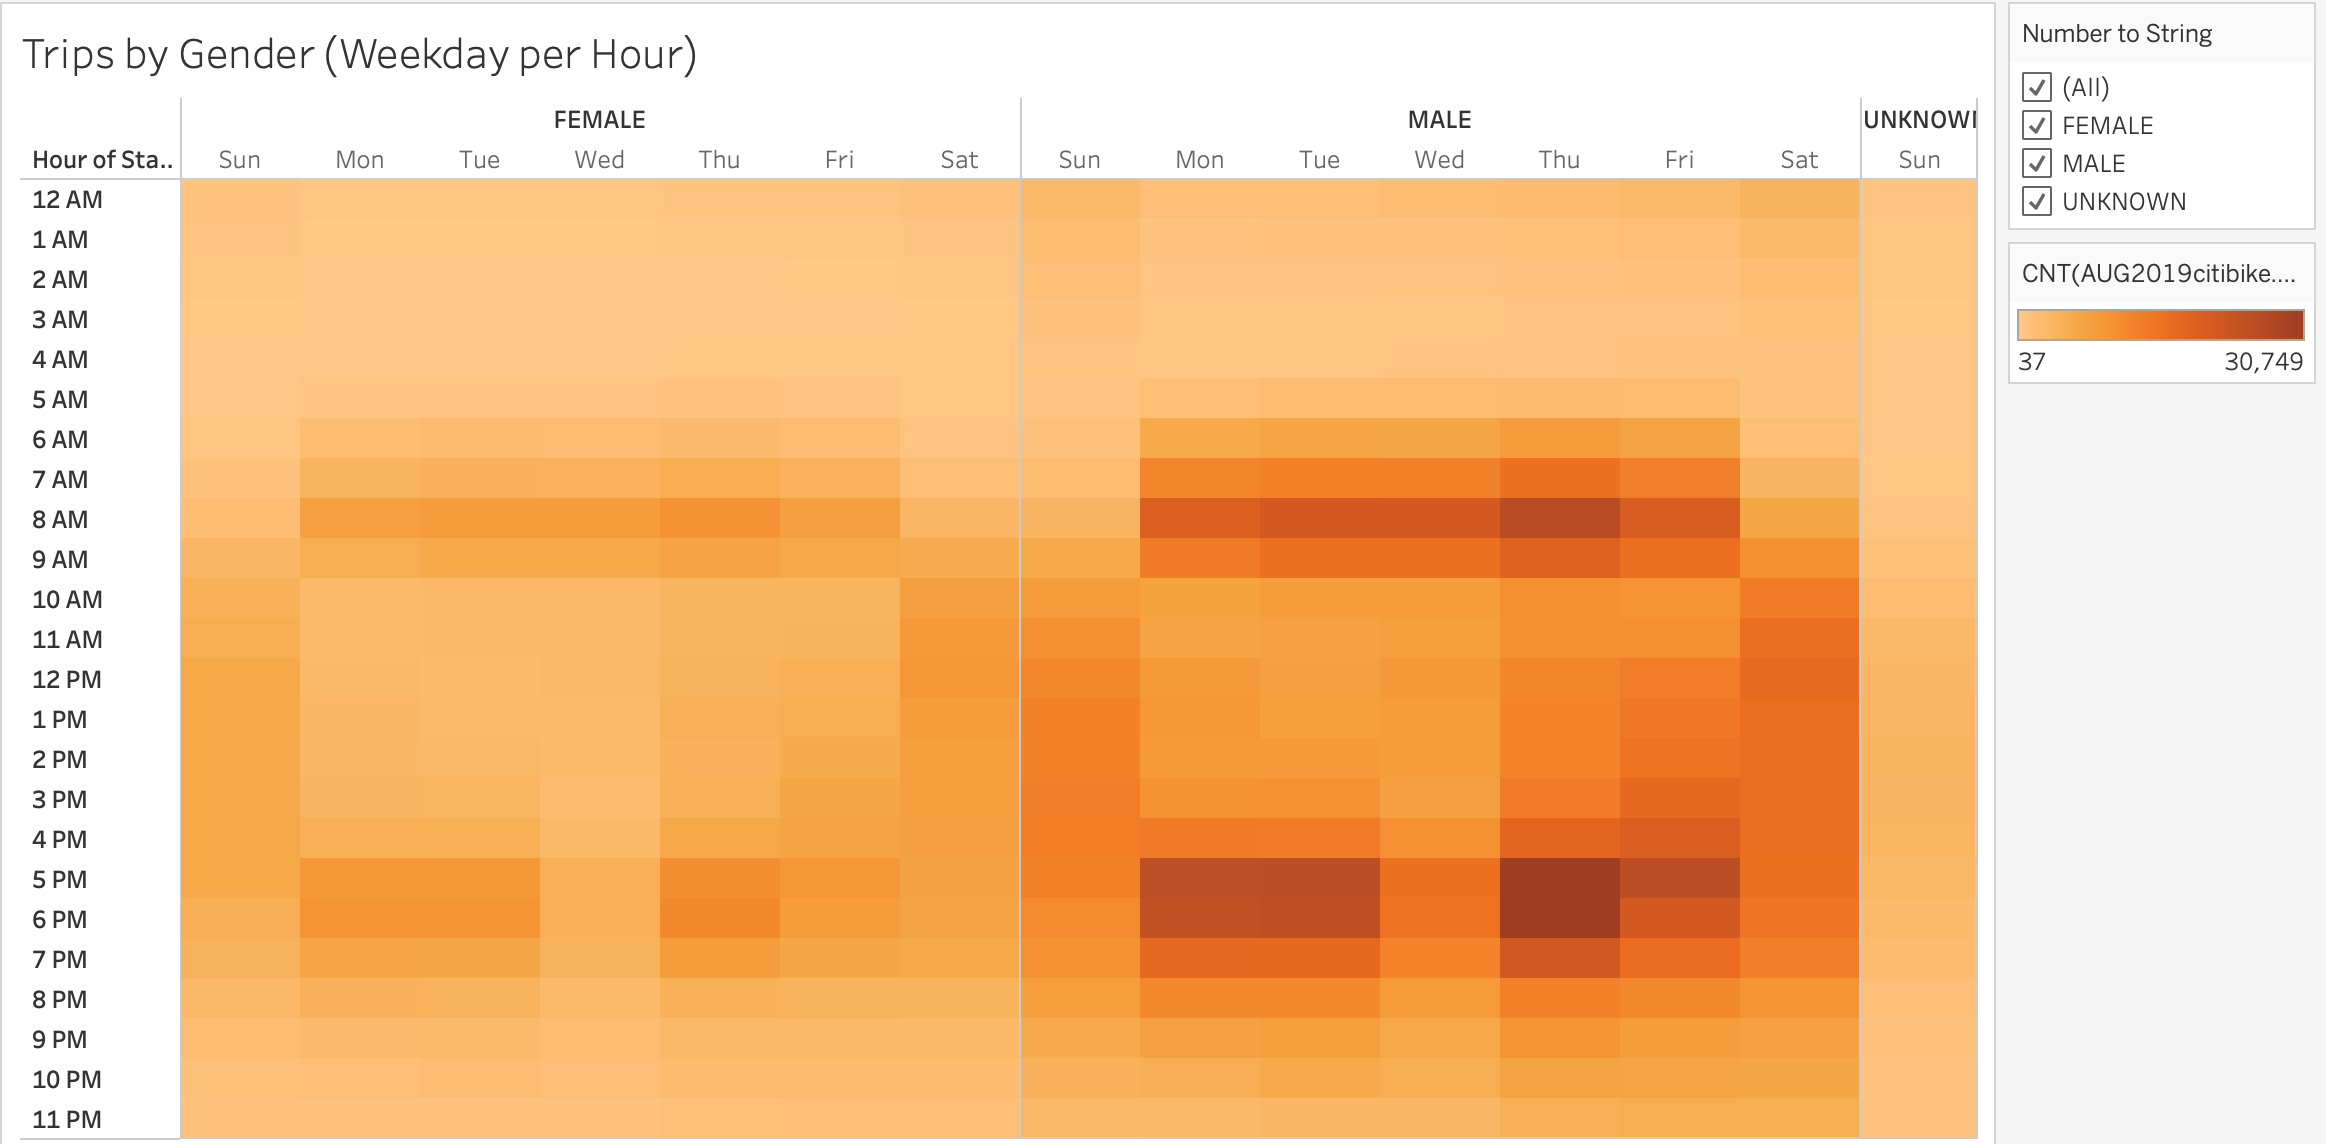 Trips by Gender (Weekday per Hour)
FEMALE MALE UNKNOWN
Hour of Sta.. Sun Mon Tue Wed Thu Fri Sat Sun Mon Tue Wed Thu Fri Sat Sun
12 AM
1 AM
2 AM
3 AM
4 AM
5 AM
6 AM
7 AM
8 AM
9 AM
10 AM
11 AM
12 PM
1 PM
2 PM
3 PM
4 PM
5 PM
6 PM
7 PM
8 PM
9 PM
10 PM
11 PM
Number to String
(All)
FEMALE
MALE
UNKNOWN
CNT(AUG2019citibike....
37 30,749